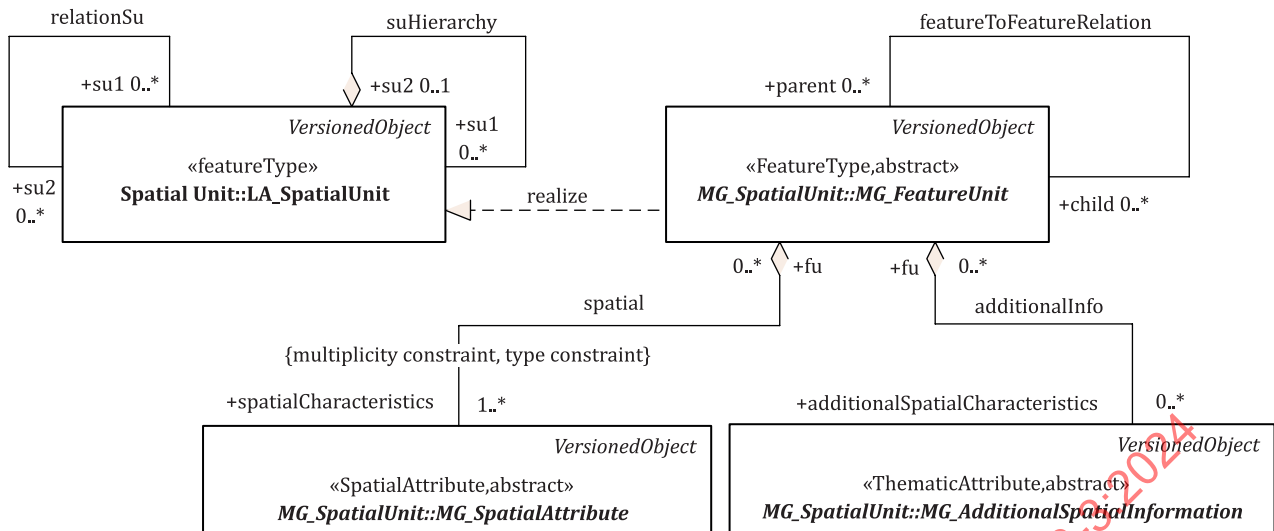 relationSu
suHierarchy
featureToFeatureRelation
+su1 0..*
+su2 0..1
+parent 0..*
VersionedObject
«featureType»
Spatial Unit::LA_SpatialUnit
+su1
0..*
+su2
0..*
realize
VersionedObject
«FeatureType,abstract»
MG_SpatialUnit::MG_FeatureUnit
+child 0..*
0..*
+fu
+fu
0..*
spatial
additionalInfo
{multiplicity constraint, type constraint}
+spatialCharacteristics
1..*
+additionalSpatialCharacteristics
0..*
VersionedObject
«SpatialAttribute,abstract»
MG_SpatialUnit::MG_SpatialAttribute
VersionedObject
«ThematicAttribute,abstract»
MG_SpatialUnit::MG_AdditionalSpatialInformation
3:2024